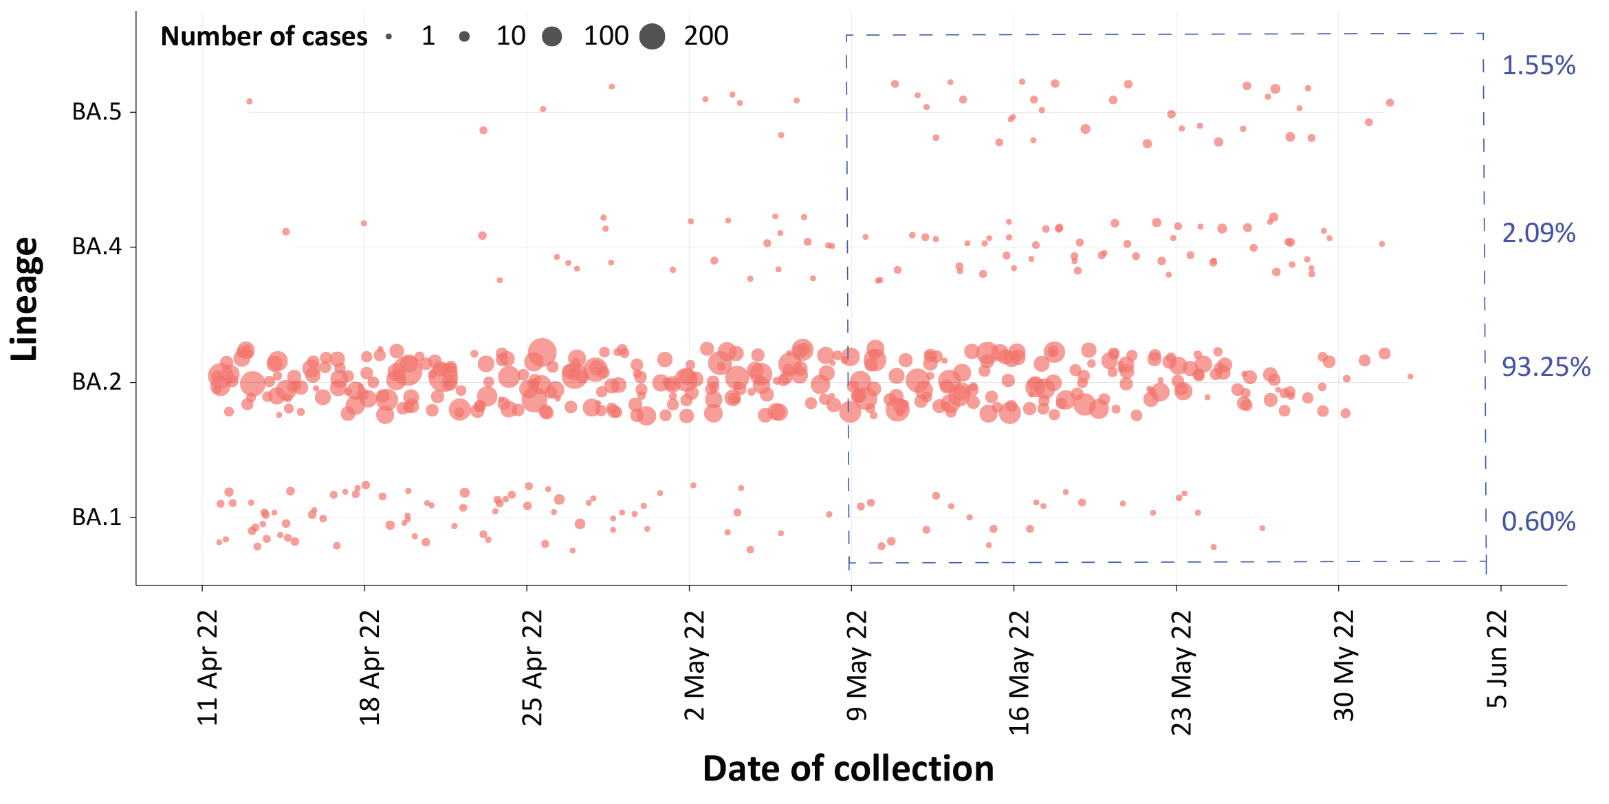 Number of cases 1 10 100 200
1.55%
BA.5
BA.4
2.09%
Lineage
BA.2
93.25%
BA.1
0.60%
11 Apr 22
18 Apr 22
25 Apr 22
2 May 22
9 May 22
16 May 22
23 May 22
30 My 22
5 Jun 22
Date of collection